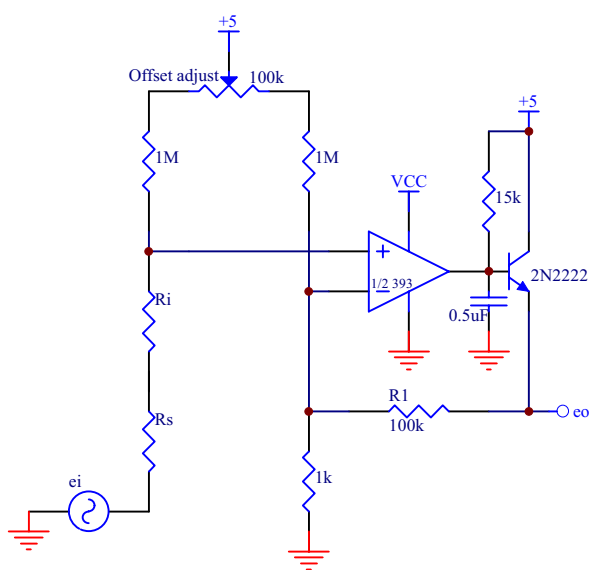 +5
Offset adjust
100k
+5
1M
1M
VCC
15k
+
1/2 393
2N2222
Ri
0.5uF
R1
100k
eo
Rs
1k
ei